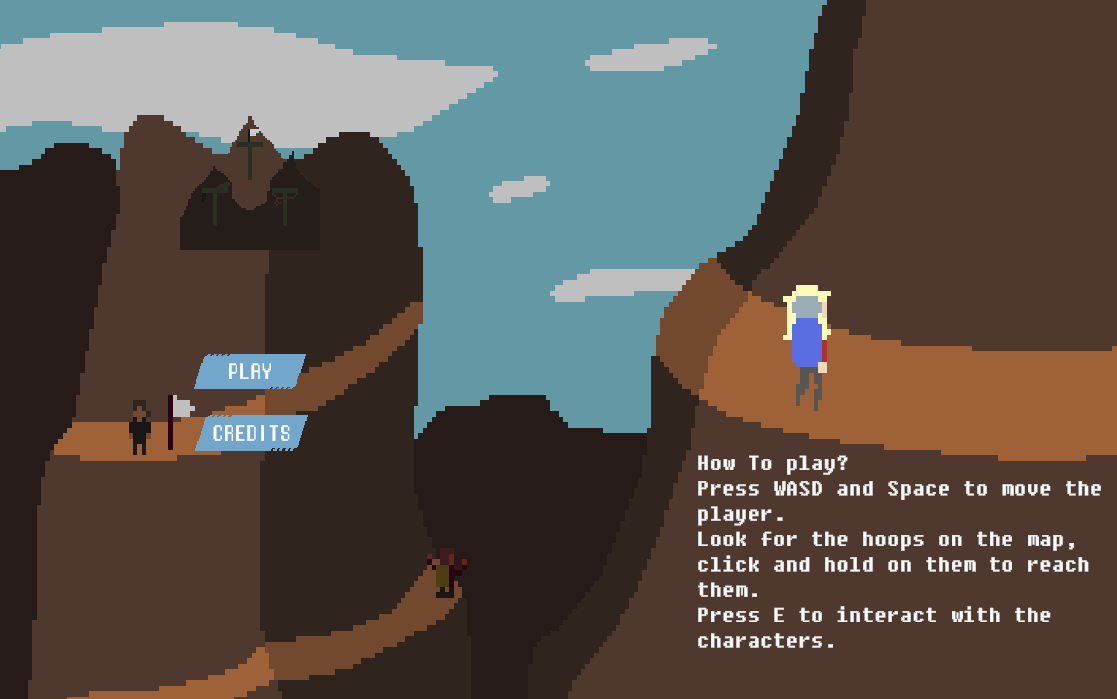 PLAY
CREDITS
How To play?
Press WASD and Space to move the
player.
Look for the hoops on the map,
click and hold on them to reach
them.
Press E to interact with the
characters.